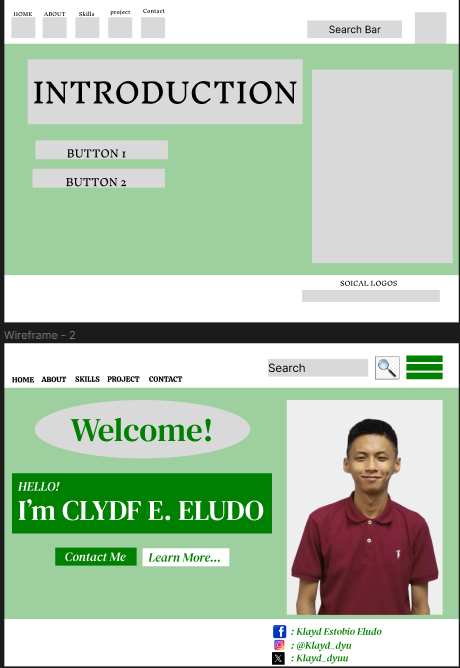 HOME ABOUT Skills project Contact
Search Bar
INTRODUCTION
BUTTON 1
BUTTON 2
SOICAL LOGOS
Wireframe - 2
Search
HOME ABOUT SKILLS PROJECT CONTACT
Welcome!
HELLO!
I'm CLYDF E. ELUDO
Contact Me Learn More...
: Klayd Estobio Eludo
: @Klayd_dyu
: Klayd_dyuu